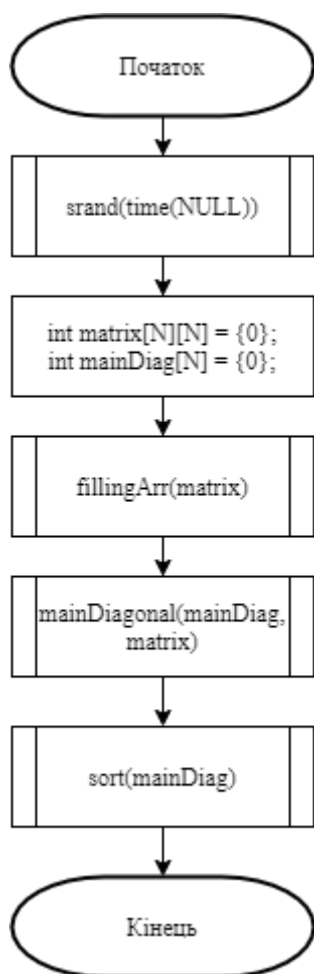 Початок
srand(time(NULL))
int matrix[N][N] = {0};
int mainDiag[N] = {0};
fillingArr(matrix)
mainDiagonal(mainDiag,
matrix)
sort(mainDiag)
Кінець